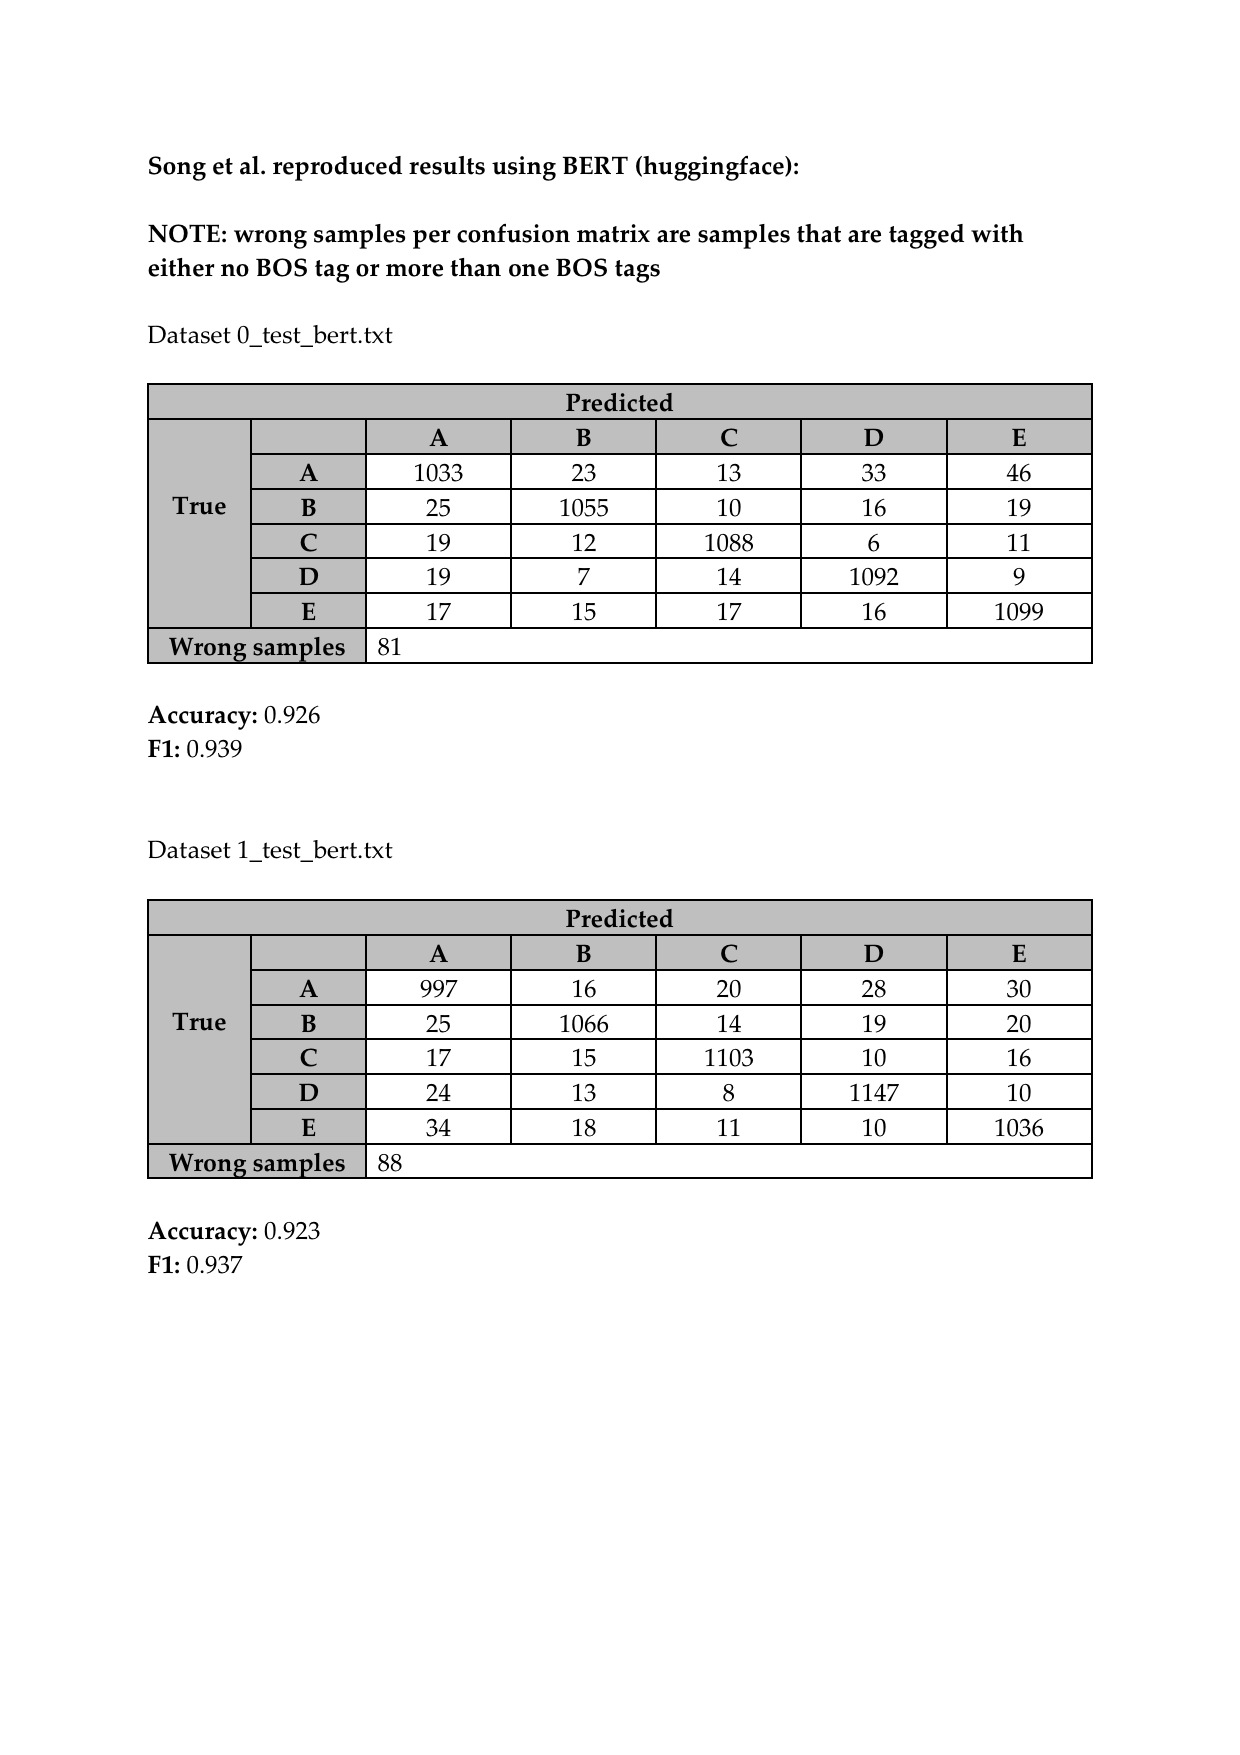 Song et al. reproduced results using BERT (huggingface):
NOTE: wrong samples per confusion matrix are samples that are tagged with
either no BOS tag or more than one BOS tags
Dataset 0_test_bert.txt
Predicted
A B C D E
A 1033 23 13 33 46
True B 25 1055 10 16 19
C 19 12 1088 6 11
D 19 7 14 1092 9
E 17 15 17 16 1099
Wrong samples 81
Accuracy: 0.926
F1: 0.939
Dataset 1_test_bert.txt
Predicted
A B C D E
A 997 16 20 28 30
True B 25 1066 14 19 20
C 17 15 1103 10 16
D 24 13 8 1147 10
E 34 18 11 10 1036
Wrong samples 88
Accuracy: 0.923
F1: 0.937